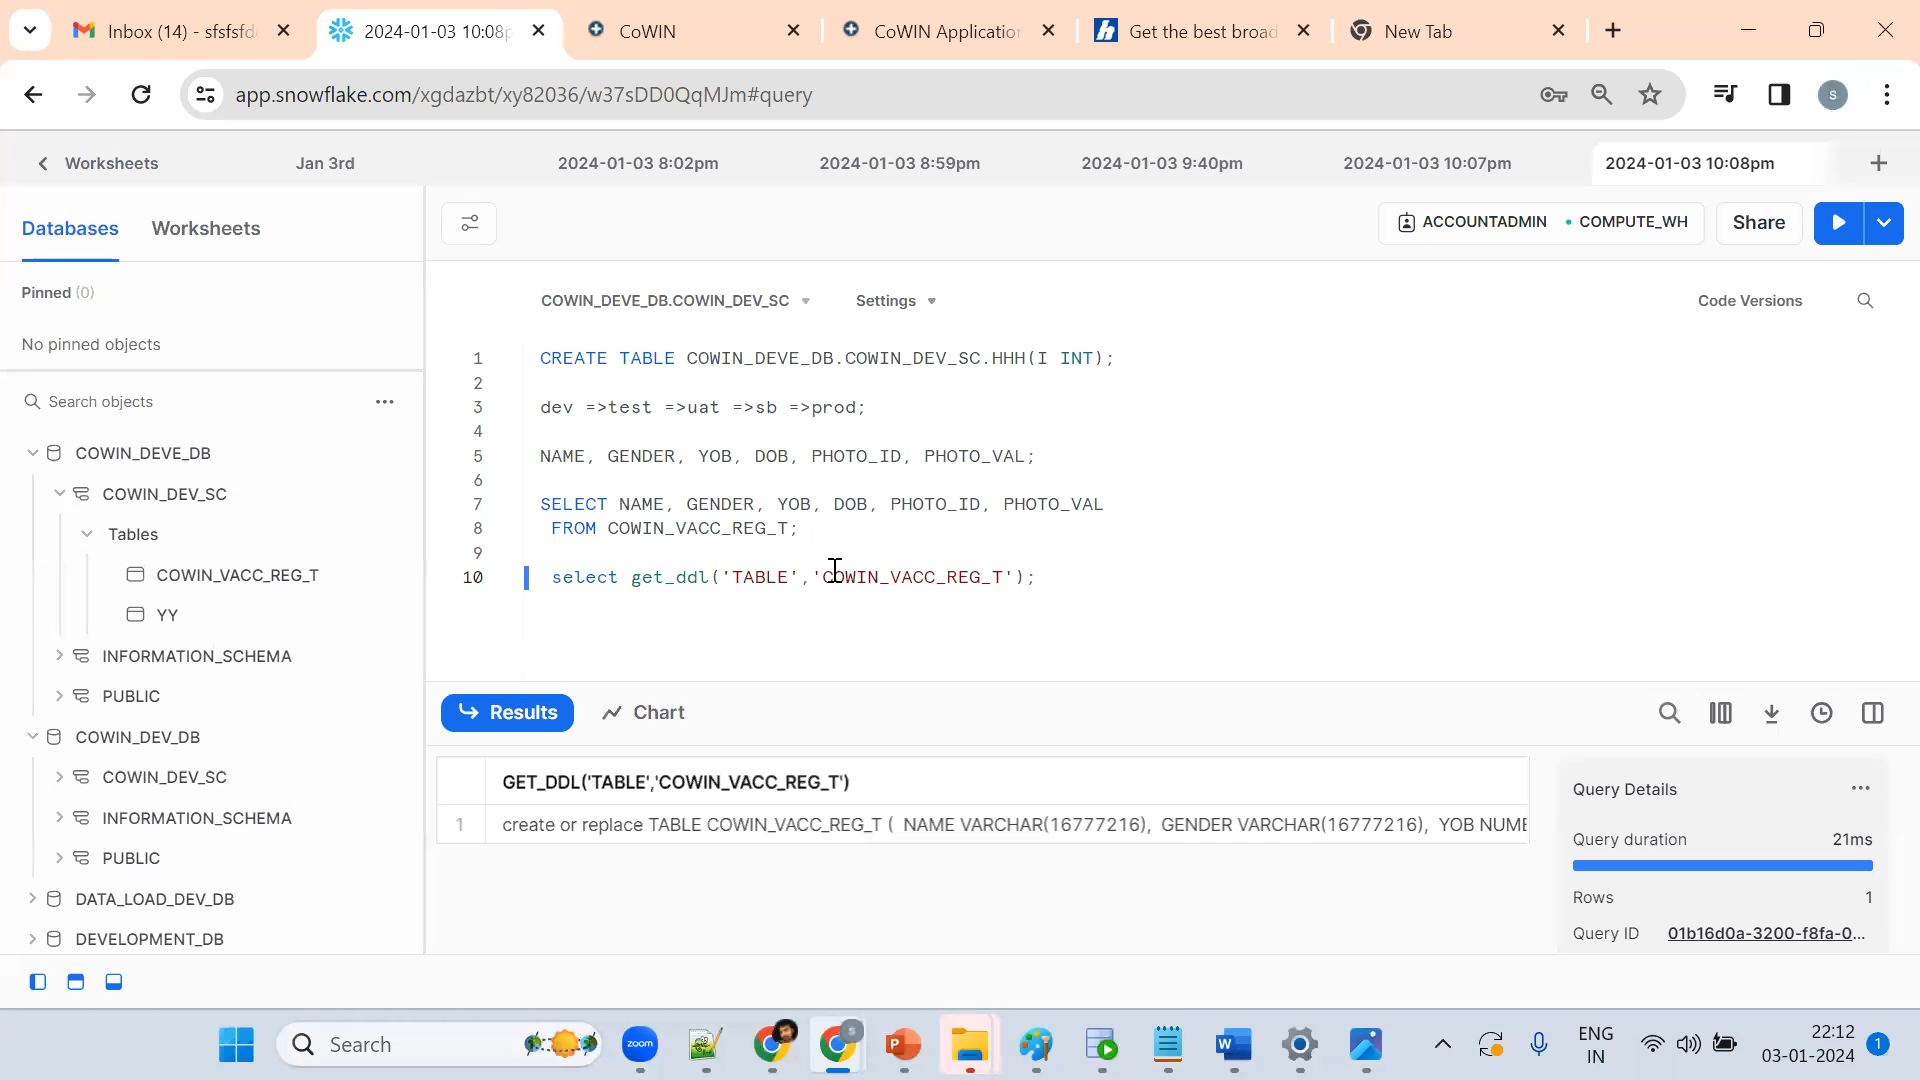 Inbox (14) - sfsfsfd
2024-01-03 10:08p
CoWIN
CoWIN Application
Get the best broad
New Tab
app.snowflake.com/xgdazbt/xy82036/w37sDD0QqMJm#query
S
Worksheets
Jan 3rd
2024-01-03 8:02pm
2024-01-03 8:59pm
2024-01-03 9:40pm
2024-01-03 10:07pm
2024-01-03 10:08pm
Databases
Worksheets
ACCOUNTADMIN
COMPUTE_WH
Share
Pinned (0)
No pinned objects
Search objects
COWIN_DEVE_DB
COWIN_DEV_SC
Tables
COWIN_VACC_REG_T
YY
INFORMATION_SCHEMA
PUBLIC
COWIN_DEV_DB
COWIN_DEV_SC
INFORMATION_SCHEMA
PUBLIC
DATA_LOAD_DEV_DB
DEVELOPMENT_DB
COWIN_DEVE_DB.COWIN_DEV_SC
Settings
Code Versions
1 CREATE TABLE COWIN_DEVE_DB.COWIN_DEV_SC.HHH(I INT);
2
3 dev =>test =>uat =>sb =>prod;
4
5 NAME, GENDER, YOB, DOB, PHOTO_ID, PHOTO_VAL;
6
7 SELECT NAME, GENDER, YOB, DOB, PHOTO_ID, PHOTO_VAL
8 FROM COWIN_VACC_REG_T;
9
10 select get_ddl('TABLE','COWIN_VACC_REG_T');
Results
Chart
GET_DDL('TABLE','COWIN_VACC_REG_T')
1 create or replace TABLE COWIN_VACC_REG_T ( NAME VARCHAR(16777216), GENDER VARCHAR(16777216), YOB NUME
Query Details
Query duration 21ms
Rows 1
Query ID 01b16d0a-3200-f8fa-0...
Search
zoom
S
P
W
ENG
IN
22:12
03-01-2024
1